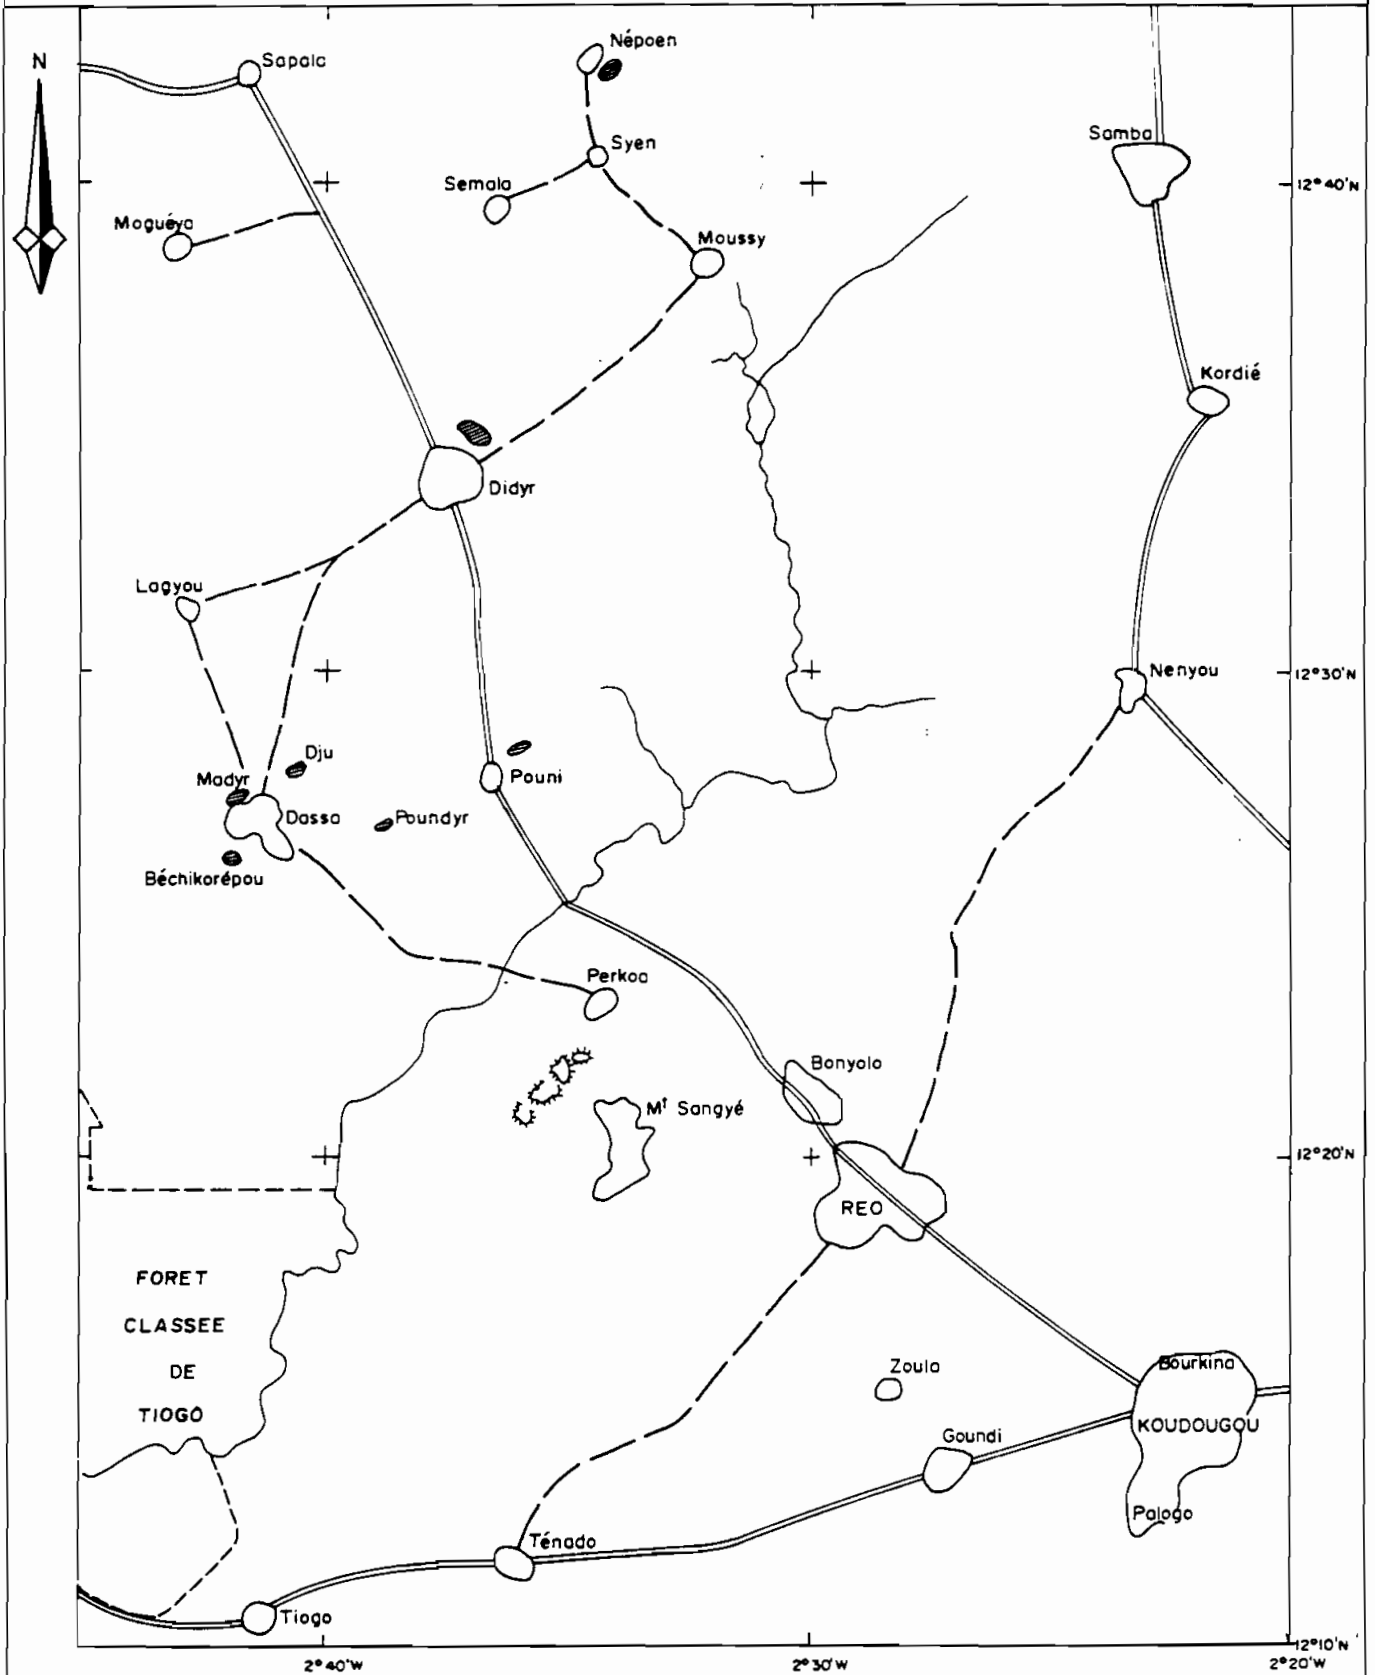 N
Sapala
Népoen
Syen
Samba
Semala
12°40'N
Moguéya
Moussy
Kordié
Didyr
Lagyou
Nenyou
12°30'N
Dju
Madyr
Pouni
Dassa
Poundyr
Béchikorépou
Perkoa
Bonyolo
Mt Sangyé
12°20'N
REO
FORET
CLASSEE
DE
TIOGO
Zoula
Bourkina
KOUDOUGOU
Goundi
Palogo
Ténado
Tiogo
12°10'N
2°40'W
2°30'W
2°20'W